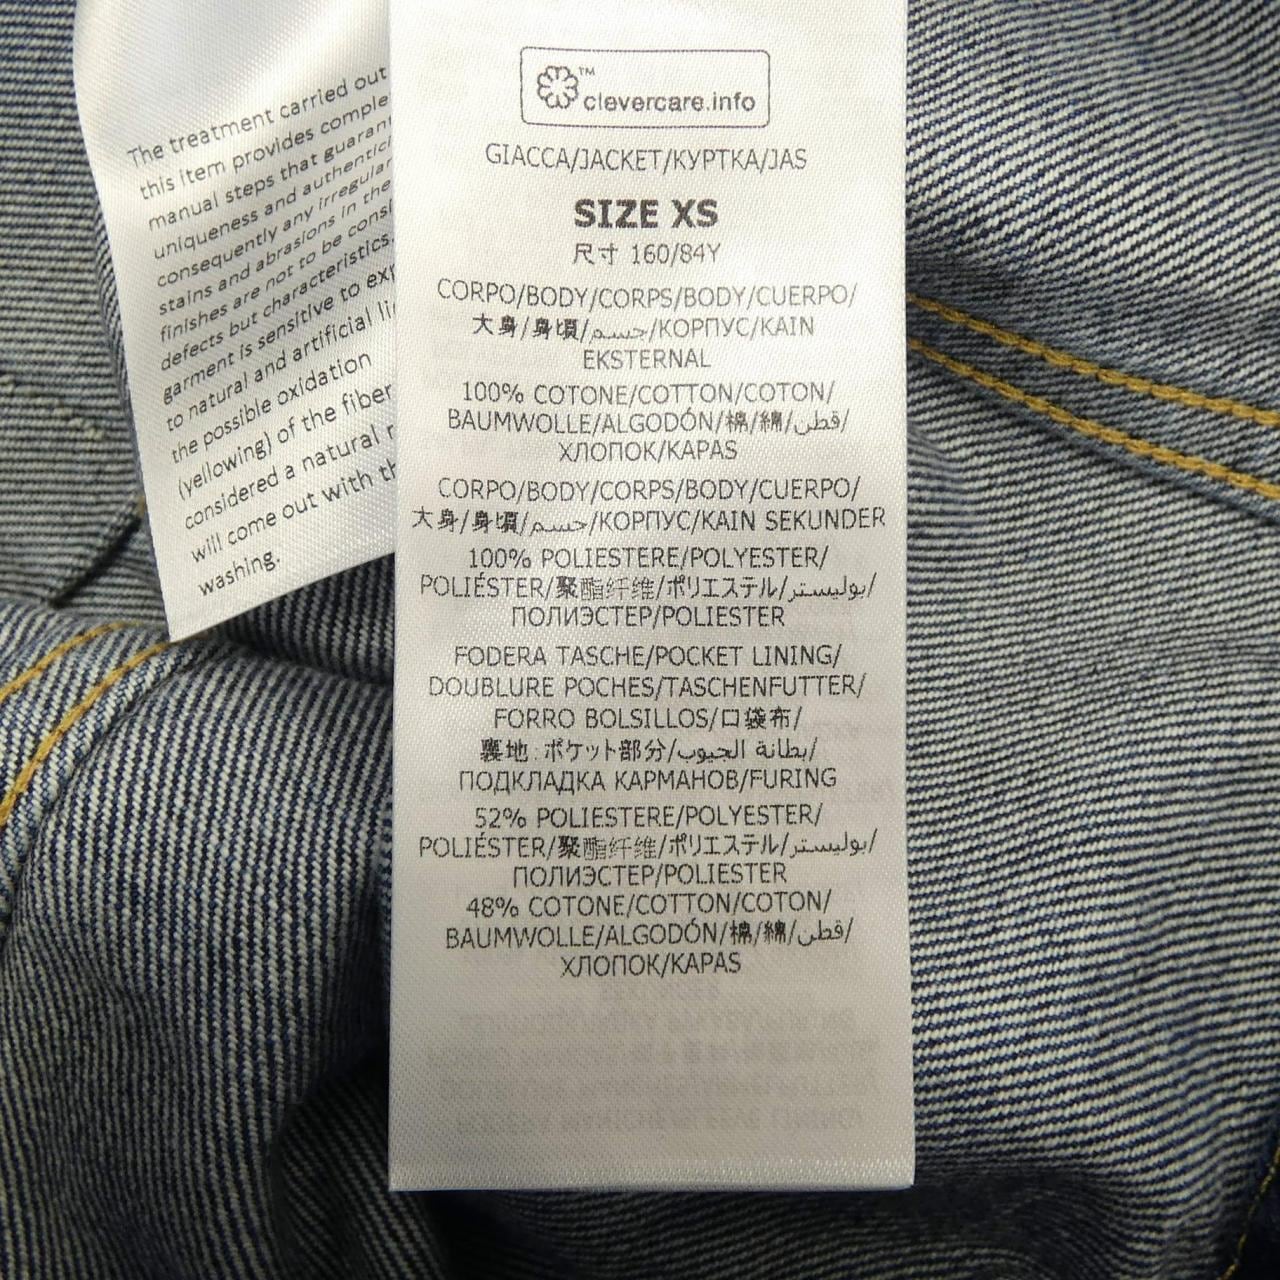 The treatment carried out
this item provides
manual steps that
uniqueness and
consequently any
stains and abrasions in the
finishes are not to be
defects but characteristics.
garment is sensitive to
to natural and artificial
the possible oxidation
(yellowing) of the fiber
considered a natural
will come out with
washing.
™
clevercare.info
GIACCA/JACKET/КУРТКА/JAS
SIZE XS
尺寸 160/84Y
CORPO/BODY/CORPS/BODY/CUERPO/
大身/身頃/جسم/КОРПУС/KAIN
EKSTERNAL
100% COTONE/COTTON/COTON/
BAUMWOLLE/ALGODÓN/棉/綿/قطن/
ХЛОПОК/KAPAS
CORPO/BODY/CORPS/BODY/CUERPO/
大身/身頃/جسم/КОРПУС/KAIN SEKUNDER
100% POLIESTERE/POLYESTER/
POLIÉSTER/聚酯纤维/ポリエステル/بوليستر/
ПОЛИЭСТЕР/POLIESTER
FODERA TASCHE/POCKET LINING/
DOUBLURE POCHES/TASCHENFUTTER/
FORRO BOLSILLOS/口袋布/
裏地:ポケット部分/بطانة الجيوب/
ПОДКЛАДКА КАРМАНОВ/FURING
52% POLIESTERE/POLYESTER/
POLIÉSTER/聚酯纤维/ポリエステル/بوليستر/
ПОЛИЭСТЕР/POLIESTER
48% COTONE/COTTON/COTON/
BAUMWOLLE/ALGODÓN/棉/綿/قطن/
ХЛОПОК/KAPAS